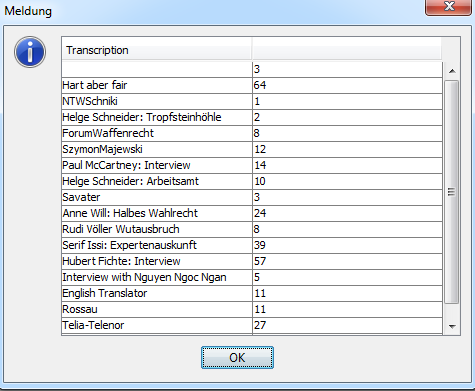 Meldung
Transcription
3
Hart aber fair 64
NTWSchniki 1
Helge Schneider: Tropfsteinhöhle 2
ForumWaffenrecht 8
SzymonMajewski 12
Paul McCartney: Interview 14
Helge Schneider: Arbeitsamt 10
Savater 3
Anne Will: Halbes Wahlrecht 24
Rudi Völler Wutausbruch 8
Serif Issi: Expertenauskunft 39
Hubert Fichte: Interview 57
Interview with Nguyen Ngoc Ngan 5
English Translator 11
Rossau 11
Telia-Telenor 27
OK